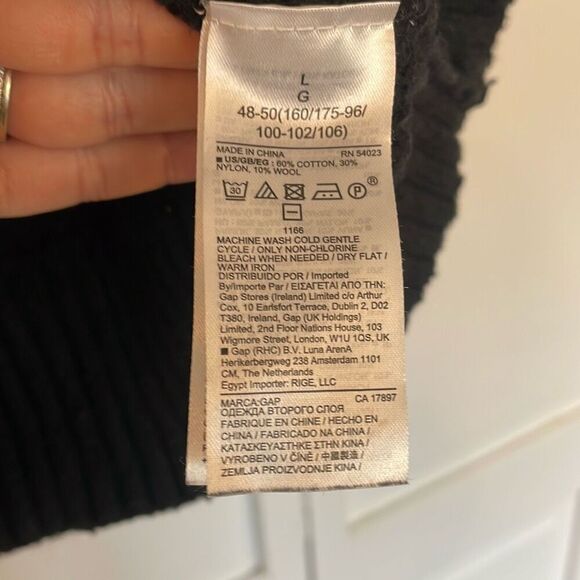 L
G
48-50(160/175-96/
100-102/106)
MADE IN CHINA RN 54023
■ US/GB/EG : 60% COTTON, 30%
NYLON, 10% WOOL
30 P ®
1166
MACHINE WASH COLD GENTLE
CYCLE / ONLY NON-CHLORINE
BLEACH WHEN NEEDED / DRY FLAT /
WARM IRON
DISTRIBUIDO POR / Imported
By/Importe Par / ΕΙΣΑΓΕΤΑΙ ΑΠΟ ΤΗΝ:
Gap Stores (Ireland) Limited c/o Arthur
Cox, 10 Earlsfort Terrace, Dublin 2, D02
T380, Ireland, Gap (UK Holdings)
Limited, 2nd Floor Nations House, 103
Wigmore Street, London, W1U 1QS, UK
■ Gap (RHC) B.V. Luna ArenA
Herikerbergweg 238 Amsterdam 1101
CM, The Netherlands
Egypt Importer: RIGE, LLC
MARCA:GAP CA 17897
ОДЕЖДА ВТОРОГО СЛОЯ
FABRIQUE EN CHINE / HECHO EN
CHINA / FABRICADO NA CHINA /
ΚΑΤΑΣΚΕΥΑΣΤΗΚΕ ΣΤΗΝ ΚΙΝΑ /
VYROBENO V ČÍNĚ / 中國製造 /
ZEMLJA PROIZVODNJE KINA /